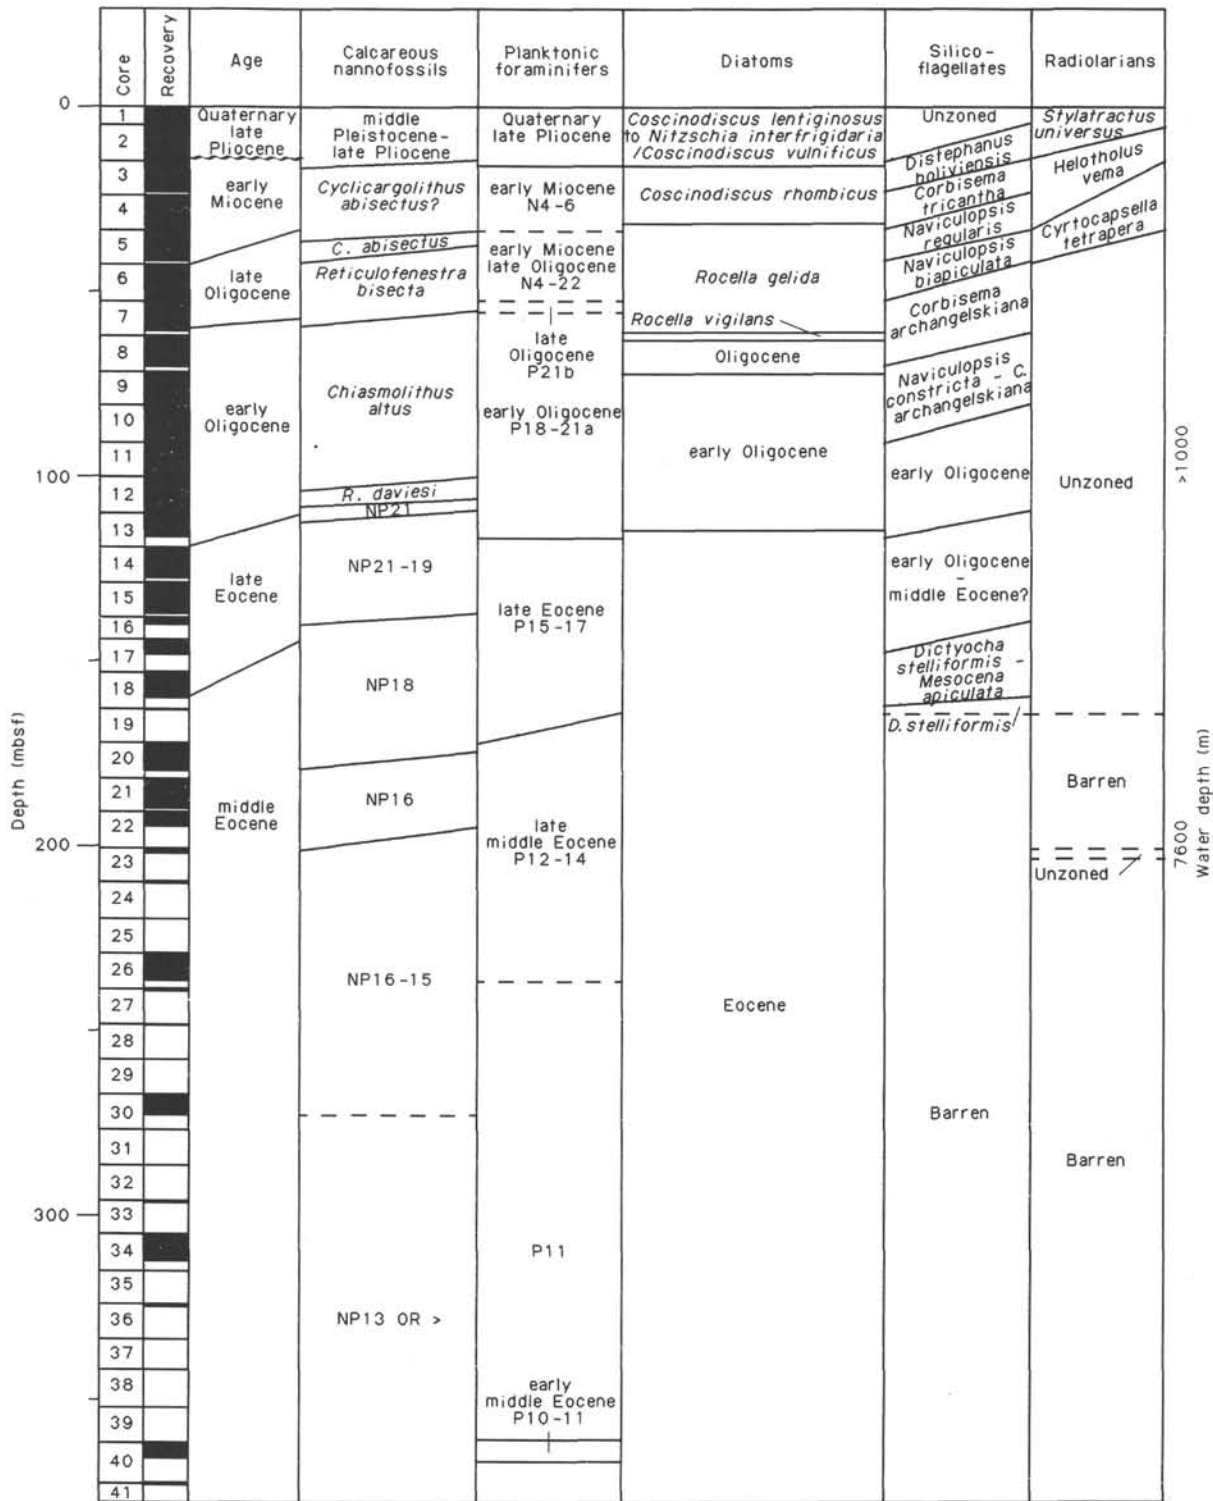 Core
Recovery
Age
Calcareous
nannofossils
Planktonic
foraminifers
Diatoms
Silico-
flagellates
Radiolarians
Depth (mbsf)
0
100
200
300
1
2
3
4
5
6
7
8
9
10
11
12
13
14
15
16
17
18
19
20
21
22
23
24
25
26
27
28
29
30
31
32
33
34
35
36
37
38
39
40
41
Quaternary
late
Pliocene
early
Miocene
late
Oligocene
early
Oligocene
late
Eocene
middle
Eocene
middle
Pleistocene-
late Pliocene
Cyclicargolithus
abisectus?
C. abisectus
Reticulofenestra
bisecta
Chiasmolithus
altus
R. daviesi
NP21
NP21-19
NP18
NP16
NP16-15
NP13 OR >
Quaternary
late Pliocene
early Miocene
N4-6
early Miocene
late Oligocene
N4-22
late
Oligocene
P21b
early Oligocene
P18-21a
late Eocene
P15-17
late
middle Eocene
P12-14
P11
early
middle Eocene
P10-11
Coscinodiscus lentiginosus
to Nitzschia interfrigidaria
/Coscinodiscus vulnificus
Coscinodiscus rhombicus
Rocella gelida
Rocella vigilans
Oligocene
early Oligocene
Eocene
Unzoned
Distephanus
boliviensis
Corbisema
tricantha
Naviculopsis
regularis
Naviculopsis
biapiculata
Corbisema
archangelskiana
Naviculopsis
constricta - C.
archangelskiana
early Oligocene
early Oligocene
-
middle Eocene?
Dictyocha
stelliformis -
Mesocena
apiculata
D. stelliformis
Barren
Stylatractus
universus
Helotholus
vema
Cyrtocapsella
tetrapera
Unzoned
Barren
Unzoned
Barren
>1000
7600
Water depth (m)